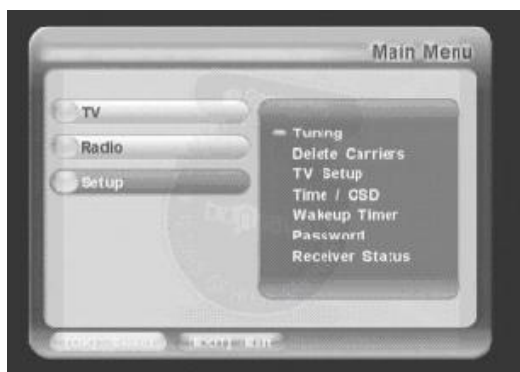 Main Menu
TV
Radio
Setup
Tuning
Delete Carriers
TV Setup
Time / OSD
Wakeup Timer
Password
Receiver Status